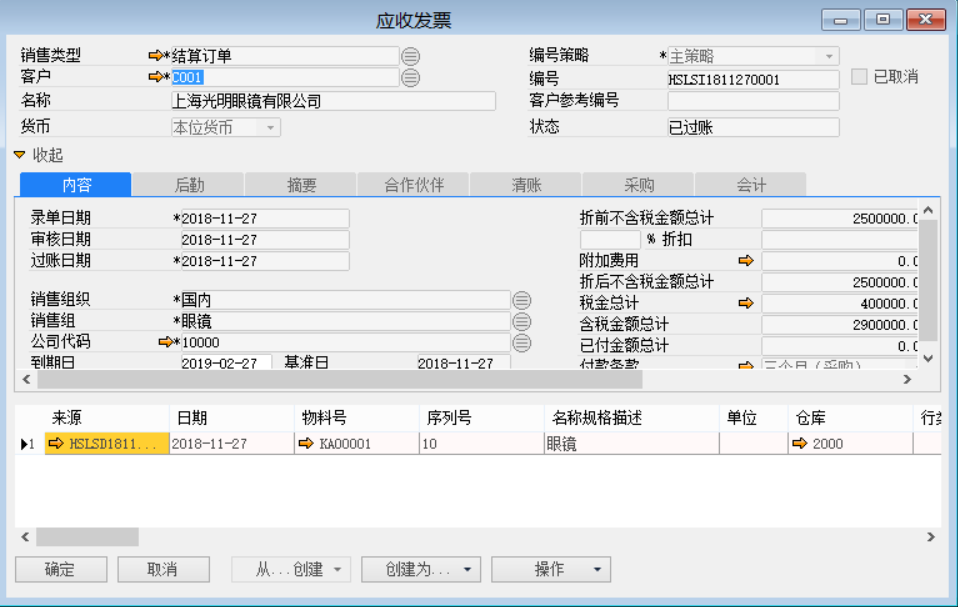 应收发票
销售类型 *结算订单 编号策略 *主策略
客户 *C001 编号 HSLSI1811270001 已取消
名称 上海光明眼镜有限公司 客户参考编号
货币 本位货币 状态 已过账
收起
内容 后勤 摘要 合作伙伴 清账 采购 会计
录单日期 *2018-11-27 折前不含税金额总计 2500000.0
审核日期 2018-11-27 % 折扣
过账日期 *2018-11-27 附加费用 0.0
折后不含税金额总计 2500000.0
销售组织 *国内 税金总计 400000.0
销售组 *眼镜 含税金额总计 2900000.0
公司代码 *10000 已付金额总计 0.0
到期日 2019-02-27 基准日 2018-11-27 付款条款 三个月(采购)
来源 日期 物料号 序列号 名称规格描述 单位 仓库
1 HSLSD1811... 2018-11-27 KA00001 10 眼镜 2000
确定 取消 从...创建 创建为... 操作